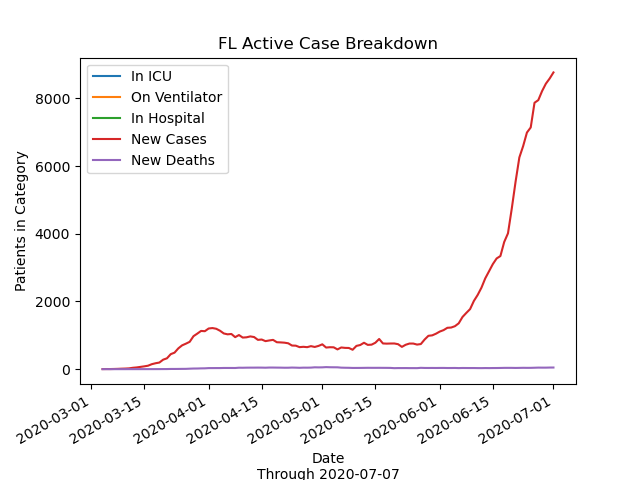 FL Active Case Breakdown
In ICU
On Ventilator
In Hospital
New Cases
New Deaths
Patients in Category
8000
6000
4000
2000
0
2020-03-01
2020-03-15
2020-04-01
2020-04-15
2020-05-01
2020-05-15
2020-06-01
2020-06-15
2020-07-01
Date
Through 2020-07-07